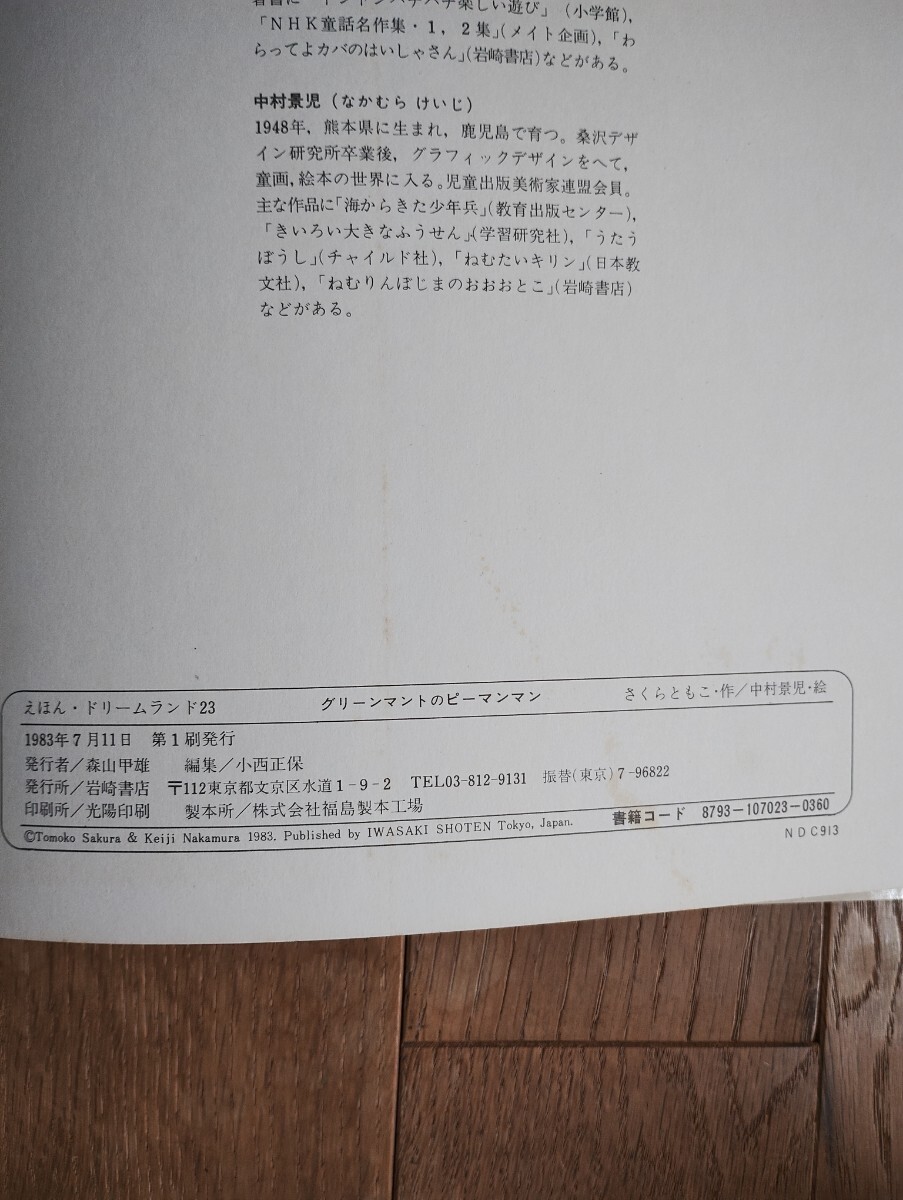 楽しい遊び」(小学館),
「NHK童話名作集・1,2集」(メイト企画),「わ
らってよカバのはいしゃさん」(岩崎書店)などがある。
中村景児(なかむら けいじ)
1948年,熊本県に生まれ,鹿児島で育つ。桑沢デザ
イン研究所卒業後,グラフィックデザインをへて,
童画,絵本の世界に入る。児童出版美術家連盟会員。
主な作品に「海からきた少年兵」(教育出版センター),
「きいろい大きなふうせん」(学習研究社),「うたう
ぼうし」(チャイルド社),「ねむたいキリン」(日本教
文社),「ねむりんぼじまのおおおとこ」(岩崎書店)
などがある。
えほん・ドリームランド23 グリーンマントのピーマンマン さくらともこ・作/中村景児・絵
1983年7月11日 第1刷発行
発行者/森山甲雄 編集/小西正保
発行所/岩崎書店 〒112東京都文京区水道1-9-2 TEL03-812-9131 振替(東京)7-96822
印刷所/光陽印刷 製本所/株式会社福島製本工場
©Tomoko Sakura & Keiji Nakamura 1983. Published by IWASAKI SHOTEN Tokyo, Japan. 書籍コード 8793-107023-0360
NDC913